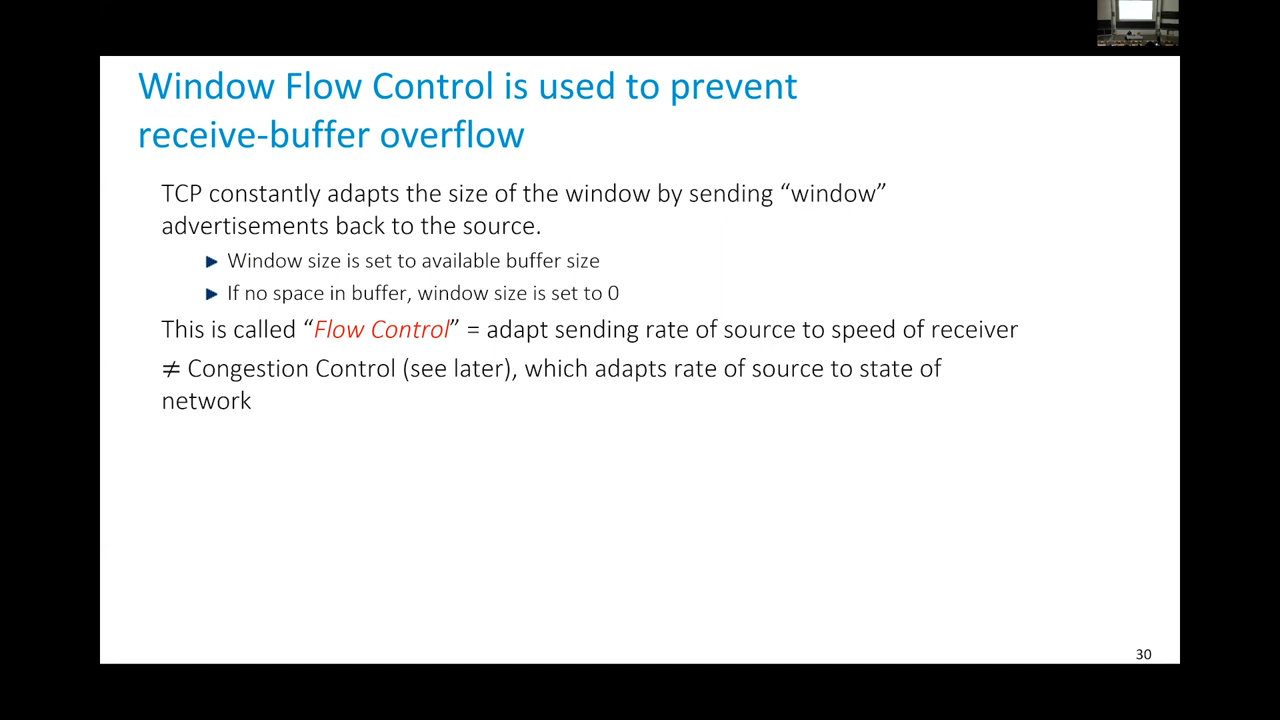 Window Flow Control is used to prevent
receive-buffer overflow
TCP constantly adapts the size of the window by sending “window”
advertisements back to the source.
► Window size is set to available buffer size
► If no space in buffer, window size is set to 0
This is called “Flow Control” = adapt sending rate of source to speed of receiver
≠ Congestion Control (see later), which adapts rate of source to state of
network
30